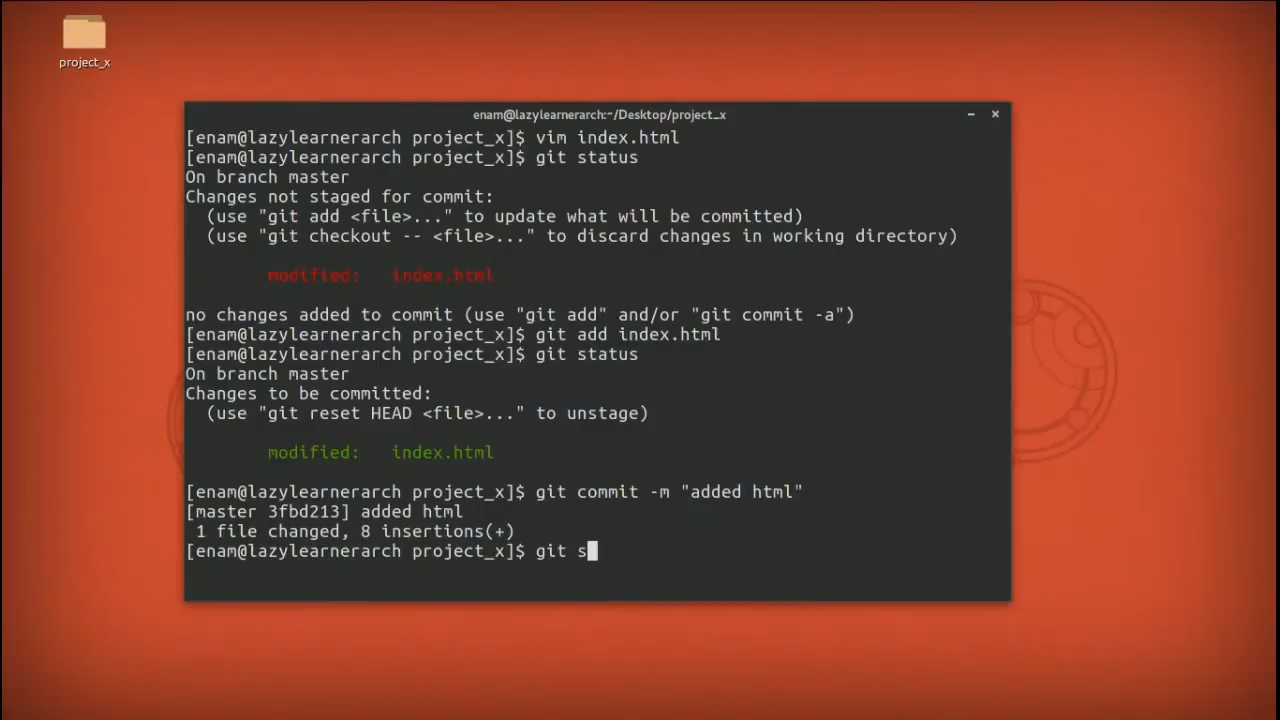 project_x
enam@lazylearnerarch:~/Desktop/project_x
[enam@lazylearnerarch project_x]$ vim index.html
[enam@lazylearnerarch project_x]$ git status
On branch master
Changes not staged for commit:
  (use "git add <file>..." to update what will be committed)
  (use "git checkout -- <file>..." to discard changes in working directory)
        modified:   index.html
no changes added to commit (use "git add" and/or "git commit -a")
[enam@lazylearnerarch project_x]$ git add index.html
[enam@lazylearnerarch project_x]$ git status
On branch master
Changes to be committed:
  (use "git reset HEAD <file>..." to unstage)
        modified:   index.html
[enam@lazylearnerarch project_x]$ git commit -m "added html"
[master 3fbd213] added html
 1 file changed, 8 insertions(+)
[enam@lazylearnerarch project_x]$ git s